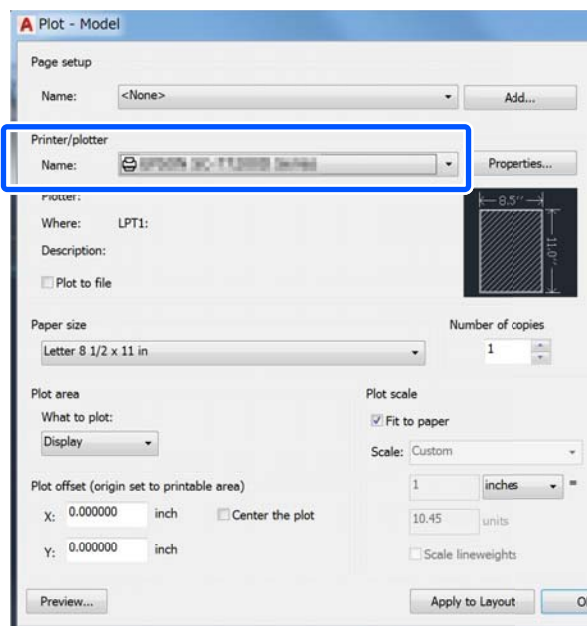 A Plot - Model
Page setup
Name: <None> Add...
Printer/plotter
Name: Properties...
Plotter:
Where: LPT1:
Description:
Plot to file
8.5''
11.0''
Paper size
Number of copies
Letter 8 1/2 x 11 in
1
Plot area
Plot scale
What to plot:
Fit to paper
Display
Scale: Custom
Plot offset (origin set to printable area)
1 inches =
X: 0.000000 inch Center the plot
10.45 units
Y: 0.000000 inch
Scale lineweights
Preview... Apply to Layout